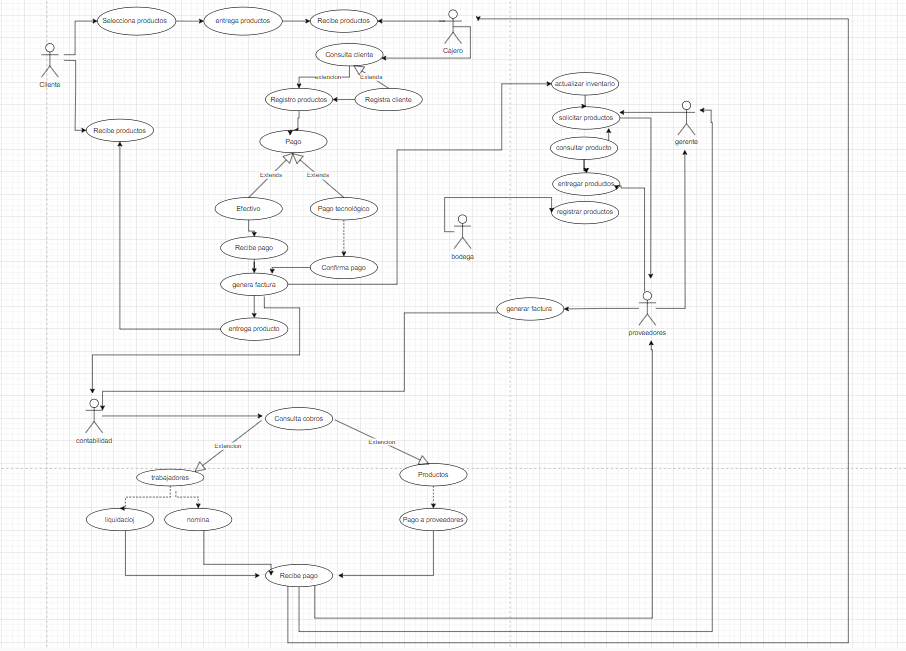 Selecciona productos
entrega productos
Recibe productos
Cajero
Cliente
Consulta cliente
extencion
Extends
Registro productos
Registra cliente
actualizar inventario
solicitar productos
gerente
Recibe productos
Pago
consultar producto
Extends
Extends
entregar productos
Efectivo
Pago tecnológico
registrar productos
bodega
Recibe pago
Confirma pago
genera factura
generar factura
proveedores
entrega producto
contabilidad
Consulta cobros
Extencion
Extencion
trabajadores
Productos
liquidacioj
nomina
Pago a proveedores
Recibe pago